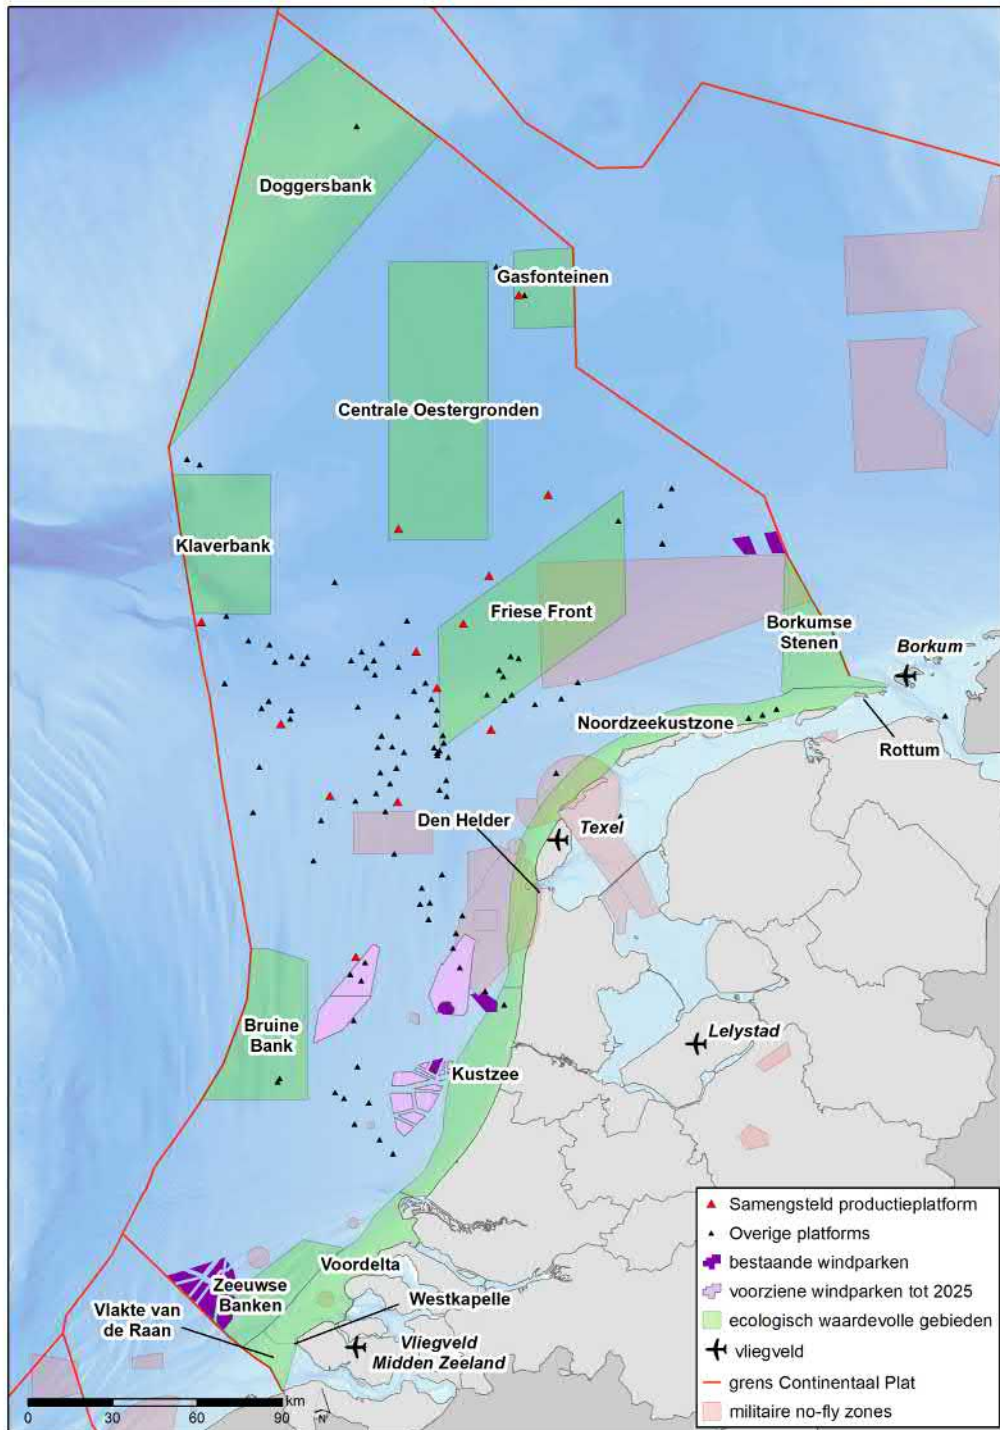 Doggersbank
Gasfonteinen
Centrale Oestergronden
Klaverbank
Friese Front
Borkumse
Stenen
Borkum
Noordzeekustzone
Rottum
Den Helder
Texel
Bruine
Bank
Lelystad
Kustzee
Voordelta
Zeeuwse
Banken
Westkapelle
Vlakte van
de Raan
Vliegveld
Midden Zeeland
km
0 30 60 90
N
Samengsteld productieplatform
Overige platforms
bestaande windparken
voorziene windparken tot 2025
ecologisch waardevolle gebieden
vliegveld
grens Continentaal Plat
militaire no-fly zones